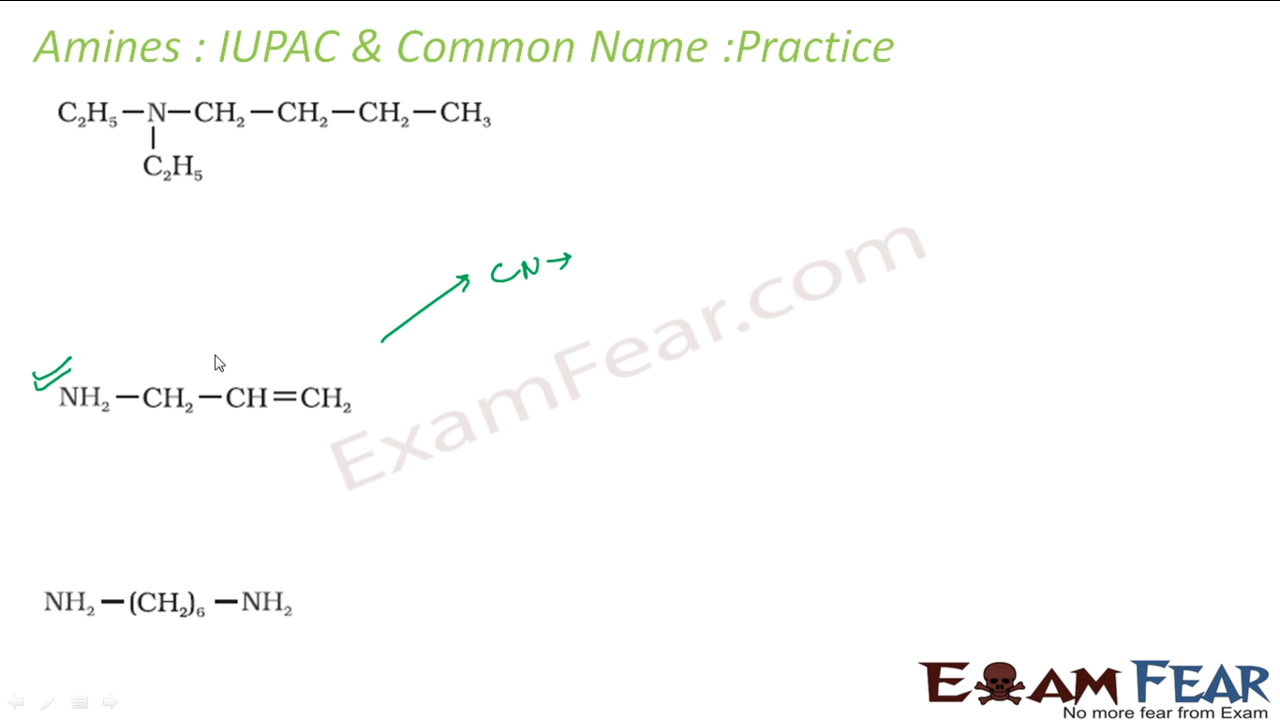 Amines : IUPAC & Common Name :Practice
C₂H₅—N—CH₂—CH₂—CH₂—CH₃
|
C₂H₅
CN→
NH₂—CH₂—CH=CH₂
ExamFear.com
NH₂—(CH₂)₆—NH₂
EXAM FEAR
No more fear from Exam